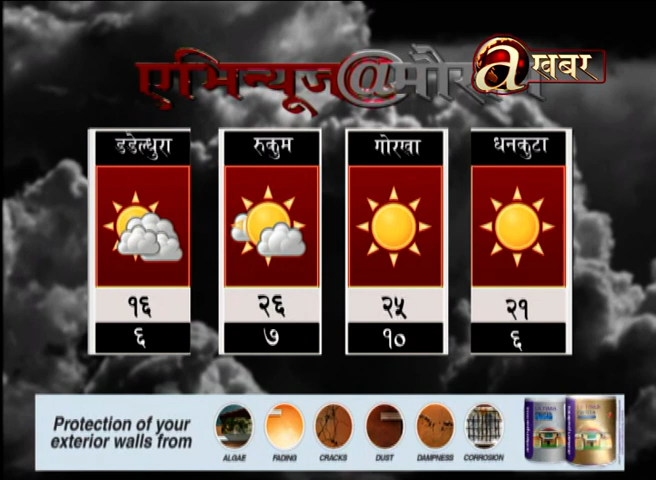 एभिन्यूज@मौस
a खबर
डडेल्धुरा
१६
६
रुकुम
२६
७
गोरखा
२५
१०
धनकुटा
२१
६
Protection of your
exterior walls from
ALGAE FADING CRACKS DUST DAMPNESS CORROSION
ULTIMA